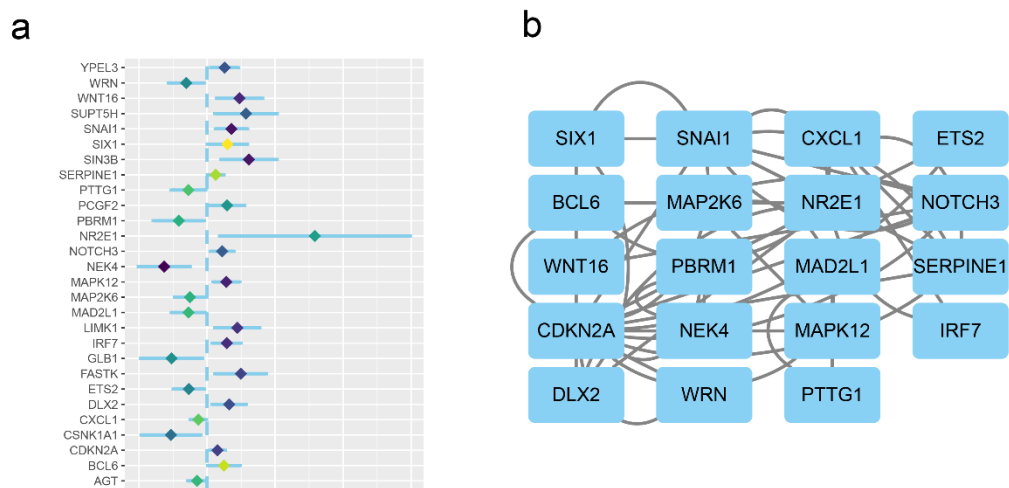 a
YPEL3
WRN
WNT16
SUPT5H
SNAI1
SIX1
SIN3B
SERPINE1
PTTG1
PCGF2
PBRM1
NR2E1
NOTCH3
NEK4
MAPK12
MAP2K6
MAD2L1
LIMK1
IRF7
GLB1
FASTK
ETS2
DLX2
CXCL1
CSNK1A1
CDKN2A
BCL6
AGT
b
SIX1 SNAI1 CXCL1 ETS2
BCL6 MAP2K6 NR2E1 NOTCH3
WNT16 PBRM1 MAD2L1 SERPINE1
CDKN2A NEK4 MAPK12 IRF7
DLX2 WRN PTTG1